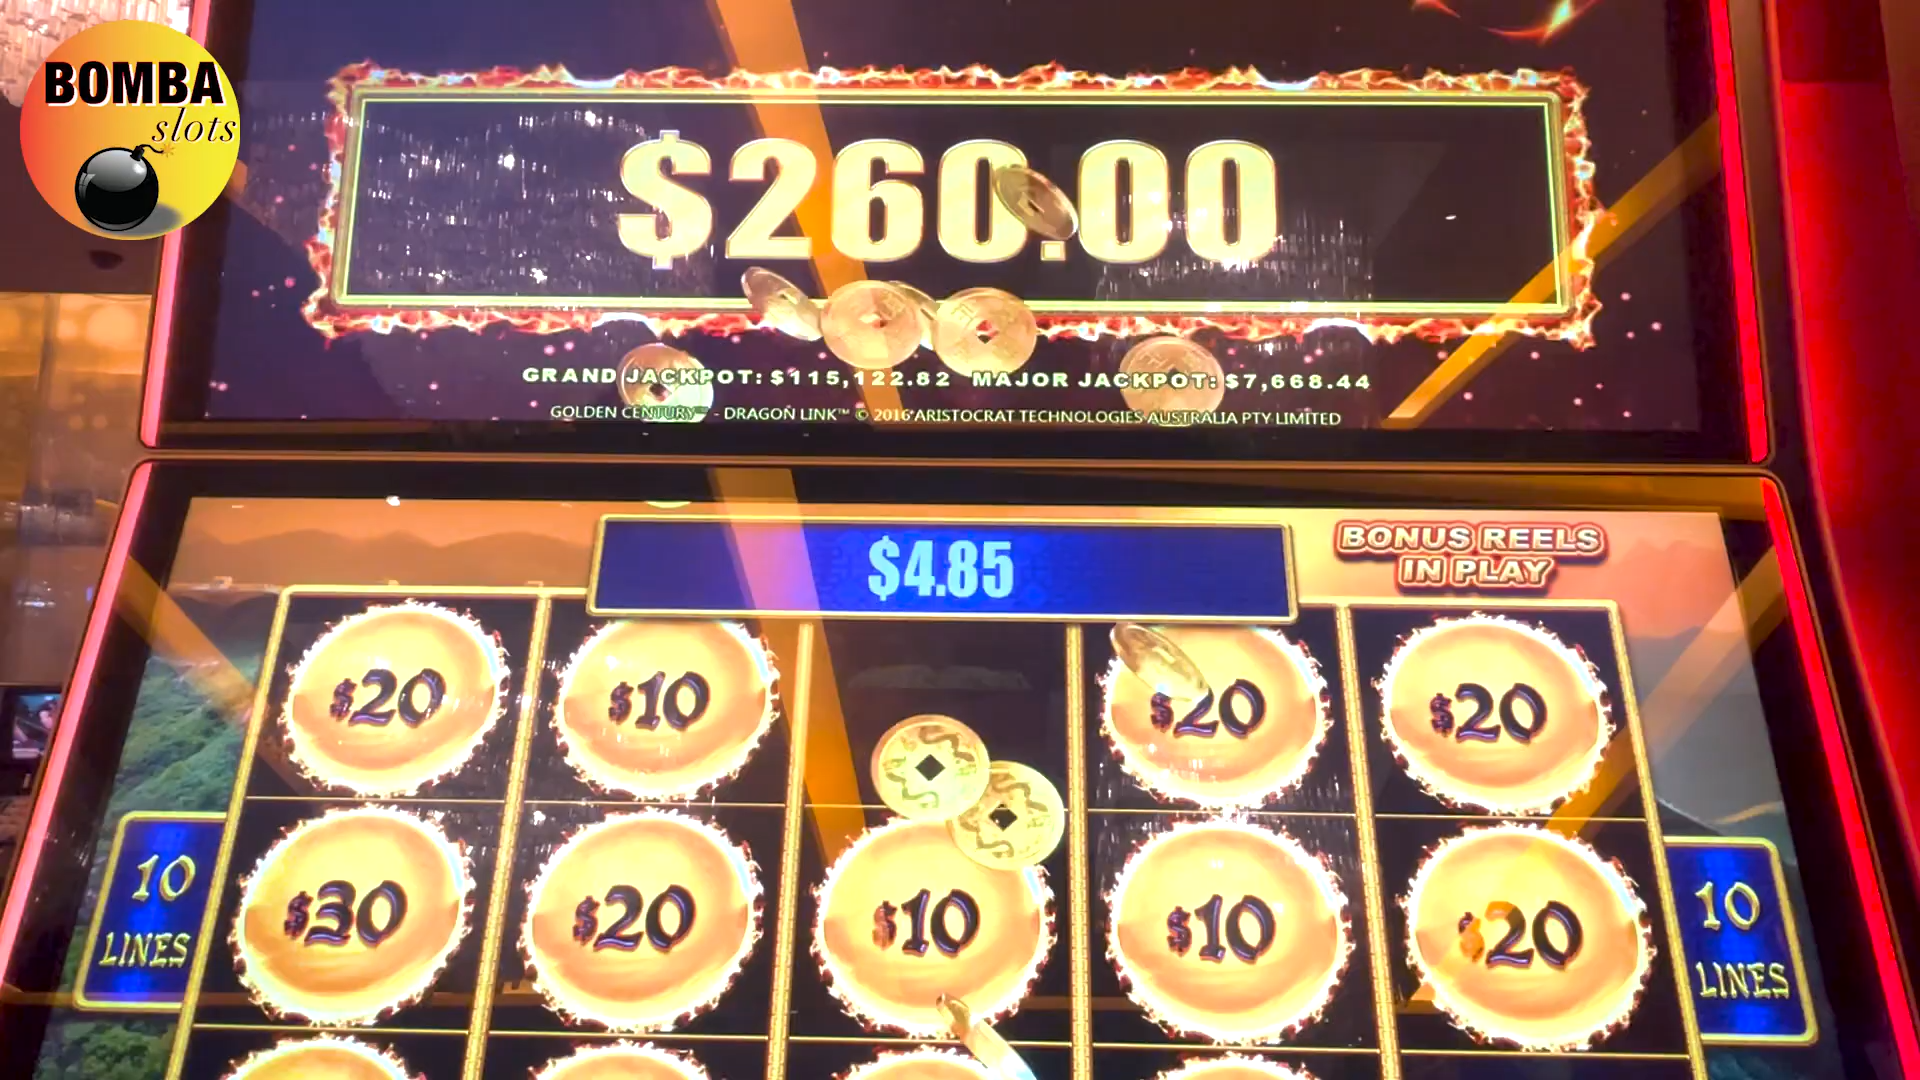 BOMBA
slots
$260.00
GRAND JACKPOT: $115,122.82 MAJOR JACKPOT: $7,668.44
GOLDEN CENTURY™ - DRAGON LINK™ © 2016 ARISTOCRAT TECHNOLOGIES AUSTRALIA PTY LIMITED
$4.85
BONUS REELS
IN PLAY
$20 $10 $20 $20
10
LINES
$30 $20 $10 $10 $20
10
LINES